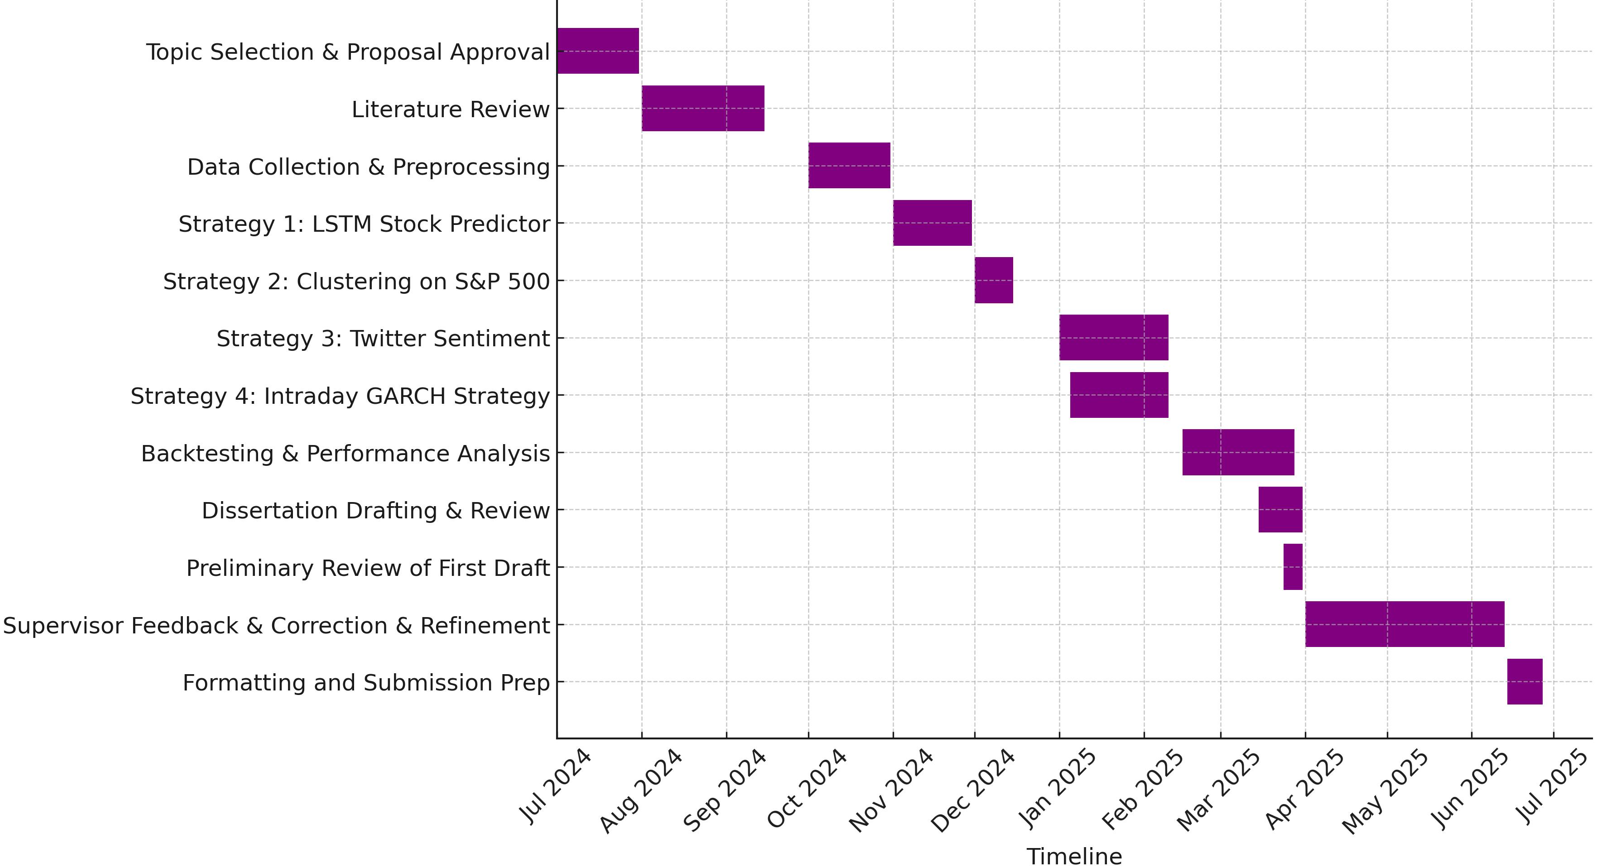 Topic Selection & Proposal Approval
Literature Review
Data Collection & Preprocessing
Strategy 1: LSTM Stock Predictor
Strategy 2: Clustering on S&P 500
Strategy 3: Twitter Sentiment
Strategy 4: Intraday GARCH Strategy
Backtesting & Performance Analysis
Dissertation Drafting & Review
Preliminary Review of First Draft
Supervisor Feedback & Correction & Refinement
Formatting and Submission Prep
Jul 2024
Aug 2024
Sep 2024
Oct 2024
Nov 2024
Dec 2024
Jan 2025
Feb 2025
Mar 2025
Apr 2025
May 2025
Jun 2025
Jul 2025
Timeline